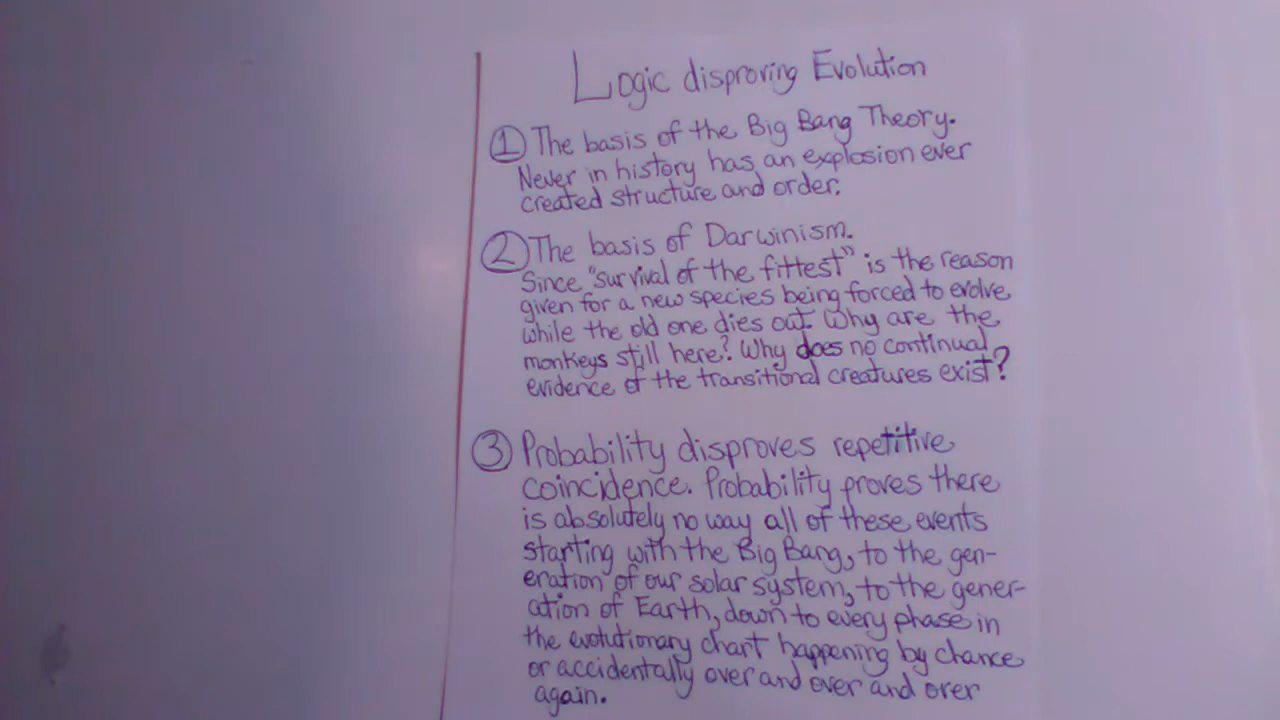 Logic disproving Evolution
① The basis of the Big Bang Theory.
Never in history has an explosion ever
created structure and order.
② The basis of Darwinism.
Since "survival of the fittest" is the reason
given for a new species being forced to evolve
while the old one dies out. Why are the
monkeys still here? Why does no continual
evidence of the transitional creatures exist?
③ Probability disproves repetitive
coincidence. Probability proves there
is absolutely no way all of these events
starting with the Big Bang, to the gen-
eration of our solar system, to the gener-
ation of Earth, down to every phase in
the evolutionary chart happening by chance
or accidentally over and over and over
again.